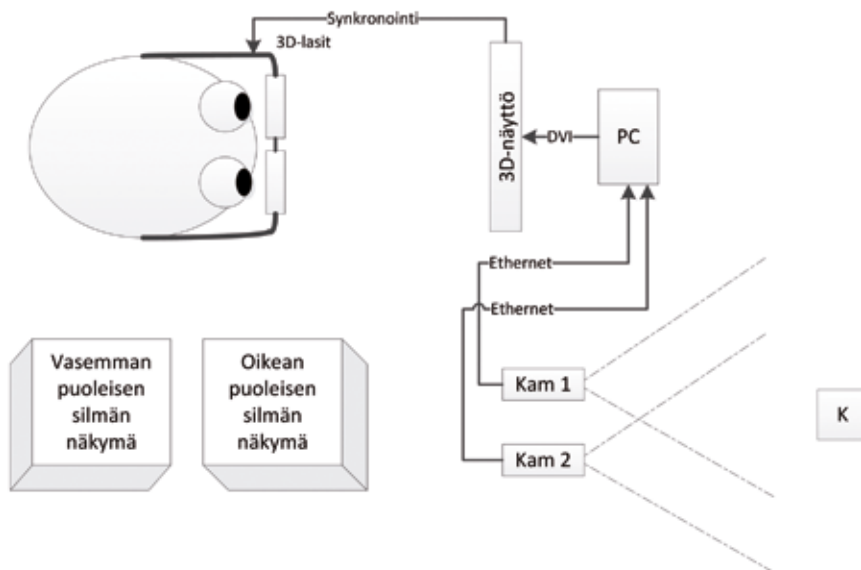 Synkronointi
3D-lasit
3D-näyttö
DVI
PC
Ethernet
Ethernet
Vasemman
puoleisen
silmän
näkymä
Oikean
puoleisen
silmän
näkymä
Kam 1
Kam 2
K